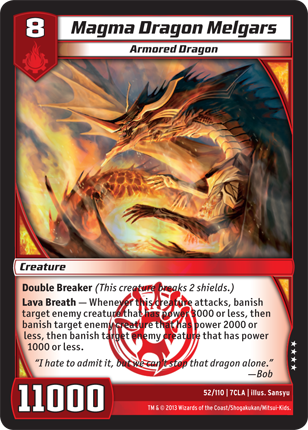 8
Magma Dragon Melgars
Armored Dragon
Creature
Double Breaker (This creature breaks 2 shields.)
Lava Breath — Whenever this creature attacks, banish
target enemy creature that has power 3000 or less, then
banish target enemy creature that has power 2000 or
less, then banish target enemy creature that has power
1000 or less.
"I hate to admit it, but we can't stop that dragon alone."
—Bob
11000
52/110 | 7CLA | illus. Sansyu
TM & © 2013 Wizards of the Coast/Shogakukan/Mitsui-Kids.